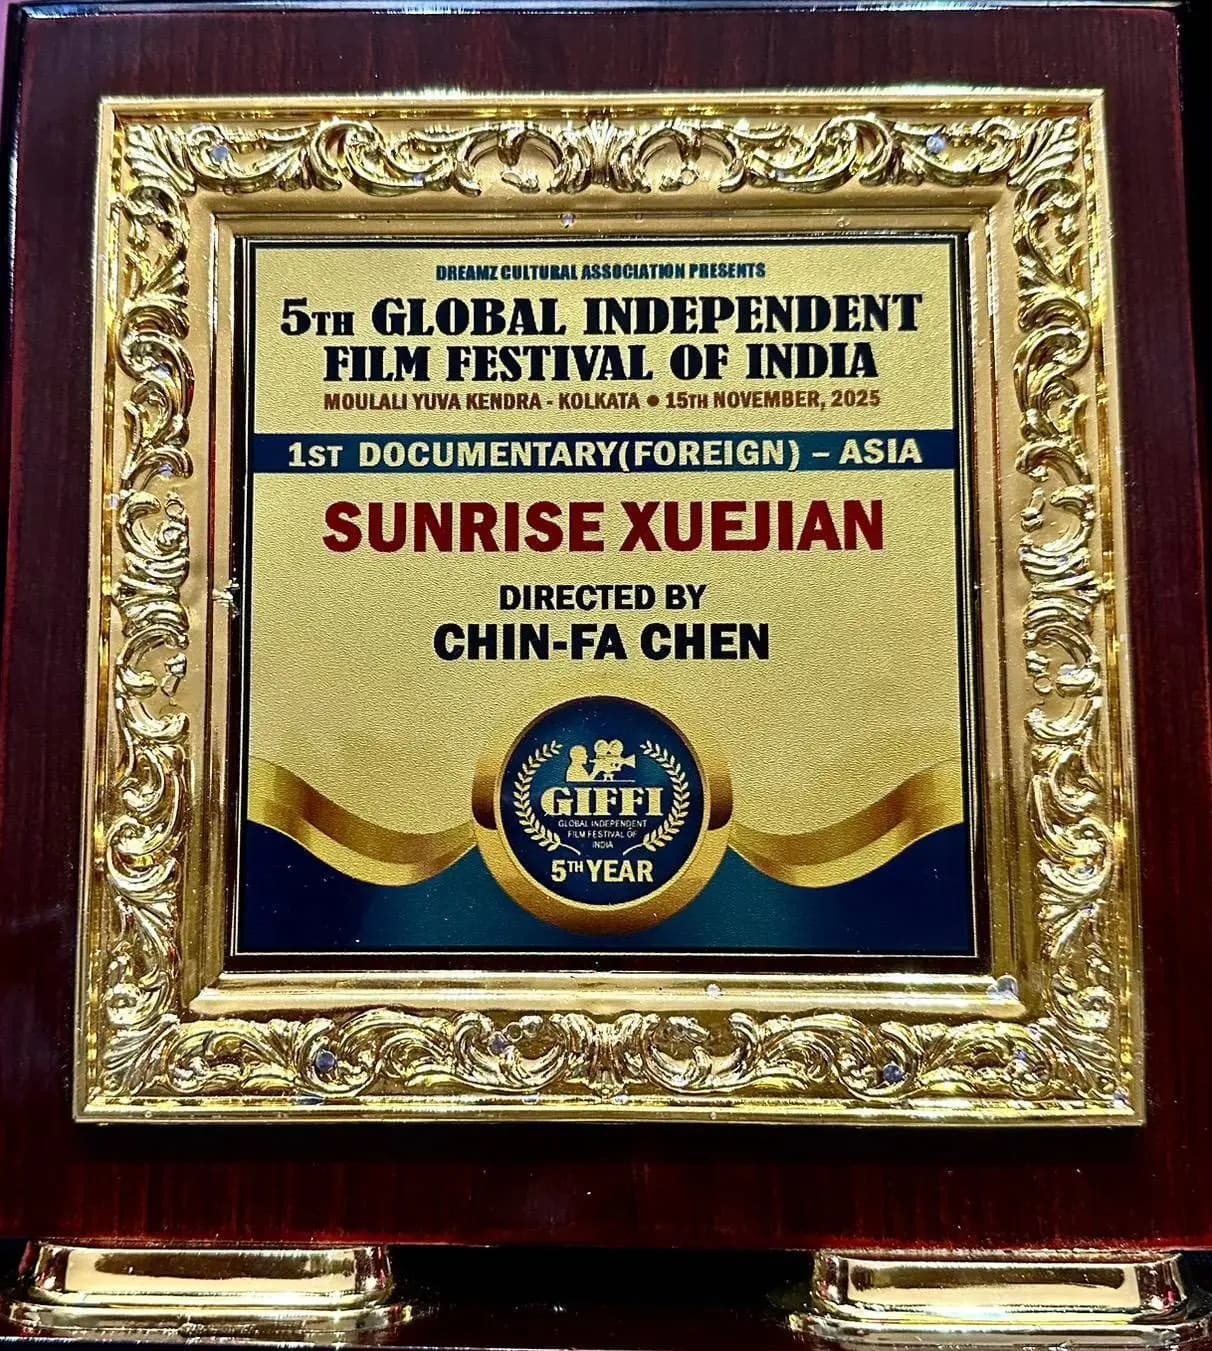 DREAMZ CULTURAL ASSOCIATION PRESENTS
5TH GLOBAL INDEPENDENT
FILM FESTIVAL OF INDIA
MOULALI YUVA KENDRA - KOLKATA • 15TH NOVEMBER, 2025
1ST DOCUMENTARY(FOREIGN) – ASIA
SUNRISE XUEJIAN
DIRECTED BY
CHIN-FA CHEN
GIFFI
GLOBAL INDEPENDENT
FILM FESTIVAL OF
INDIA
5TH YEAR